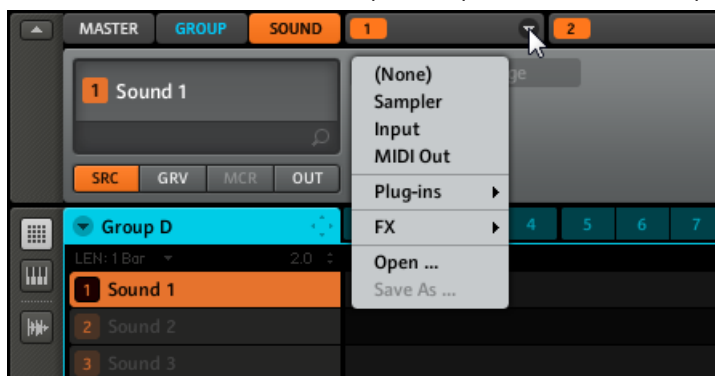 MASTER GROUP SOUND 1 2
(None)
1 Sound 1
Sampler
Input
MIDI Out
SRC GRV MCR OUT
Plug-ins
Group D
FX
4 5 6 7
LEN: 1 Bar 2.0
Open ...
1 Sound 1
Save As ...
2 Sound 2
3 Sound 3